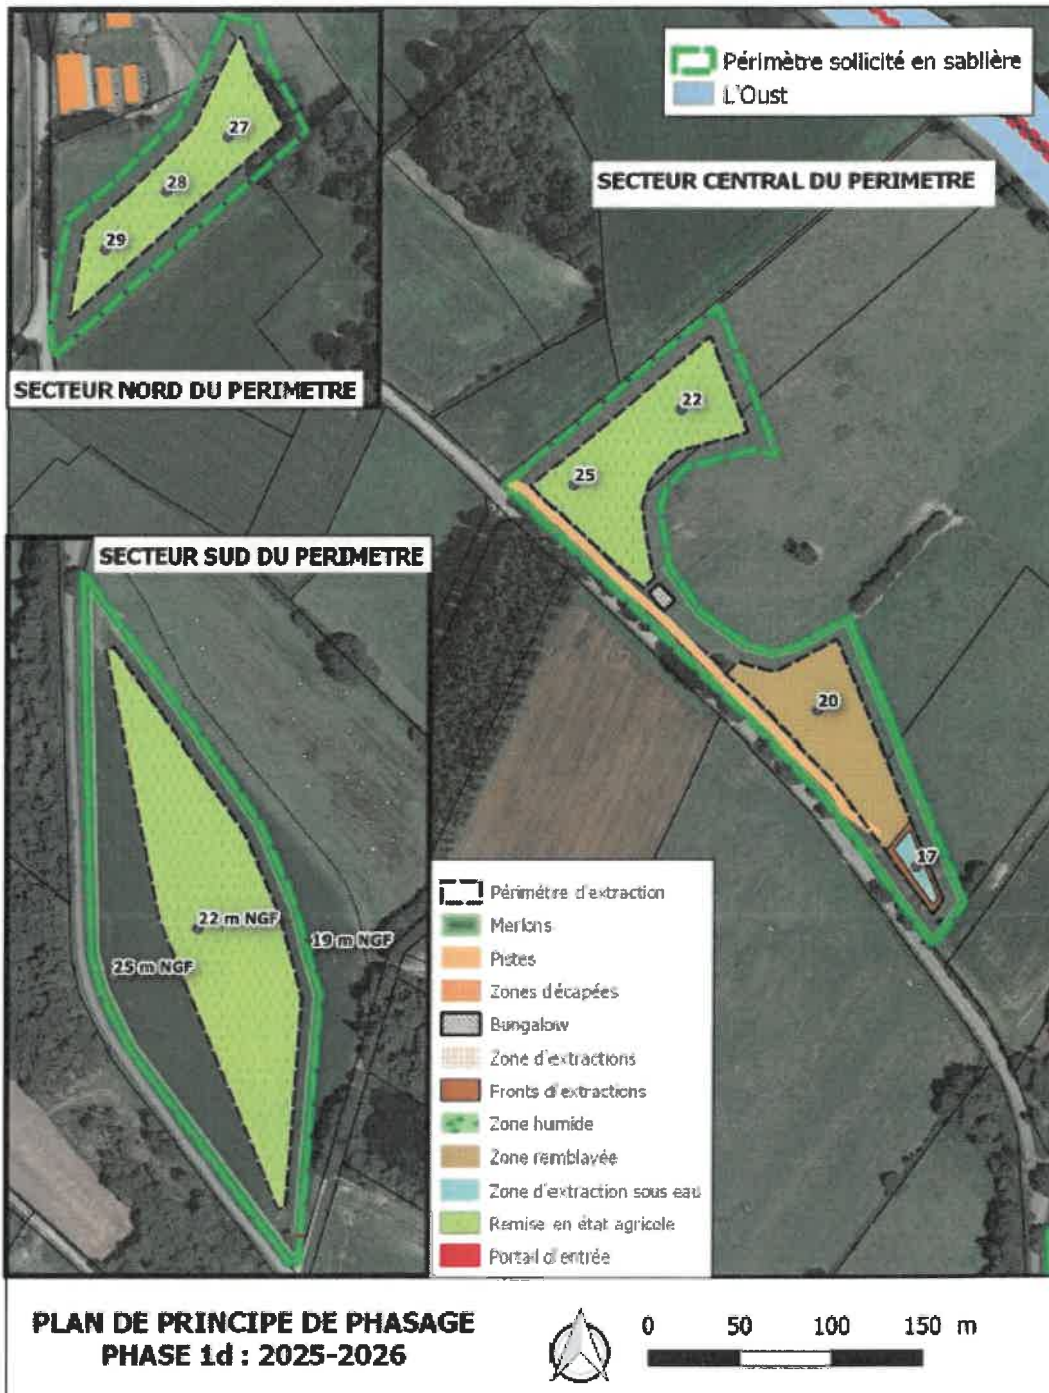 Périmètre sollicité en sablière
L'Oust
SECTEUR CENTRAL DU PERIMETRE
27
28
29
SECTEUR NORD DU PERIMETRE
22
25
20
17
SECTEUR SUD DU PERIMETRE
22 m NGF
19 m NGF
25 m NGF
Périmètre d'extraction
Merlons
Pistes
Zones décapées
Bungalow
Zone d'extractions
Fronts d'extractions
Zone humide
Zone remblayée
Zone d'extraction sous eau
Remise en état agricole
Portail d'entrée
PLAN DE PRINCIPE DE PHASAGE
PHASE 1d : 2025-2026
0 50 100 150 m